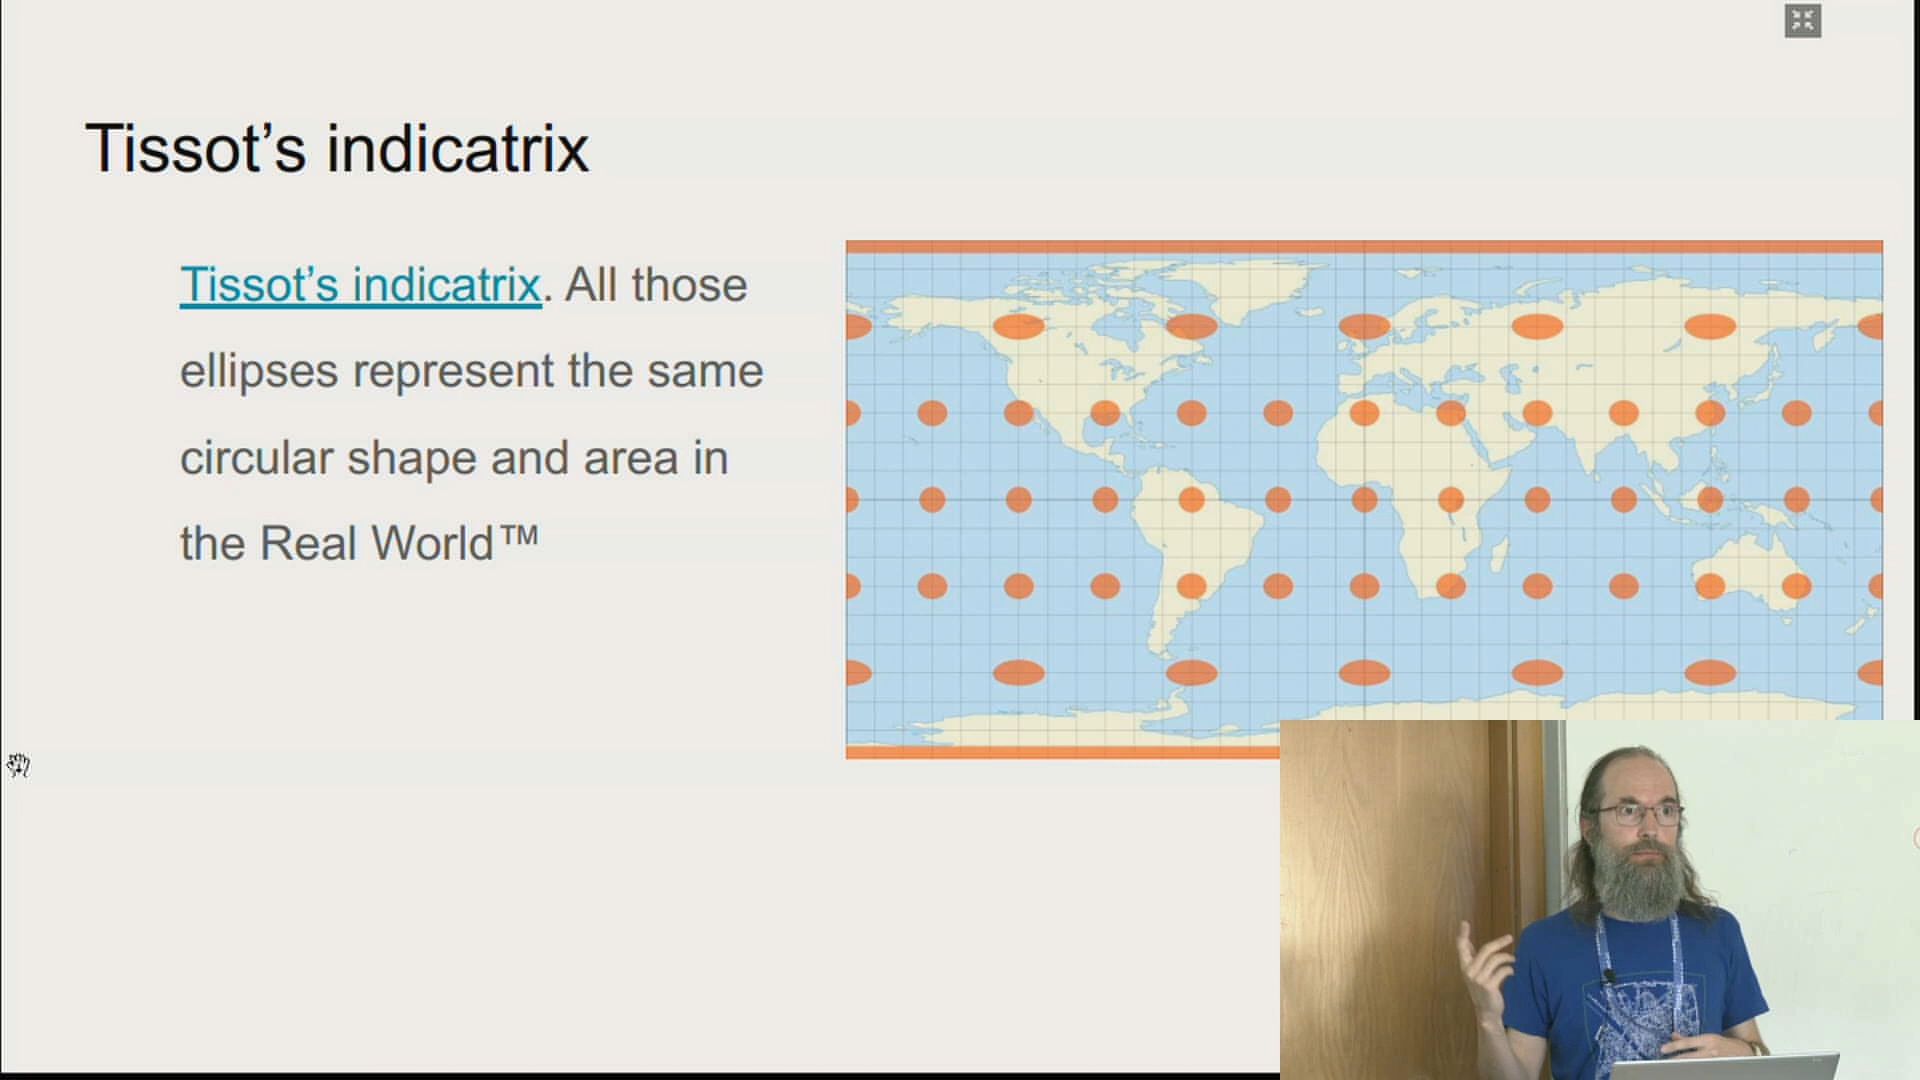 Tissot’s indicatrix
Tissot’s indicatrix. All those
ellipses represent the same
circular shape and area in
the Real World™